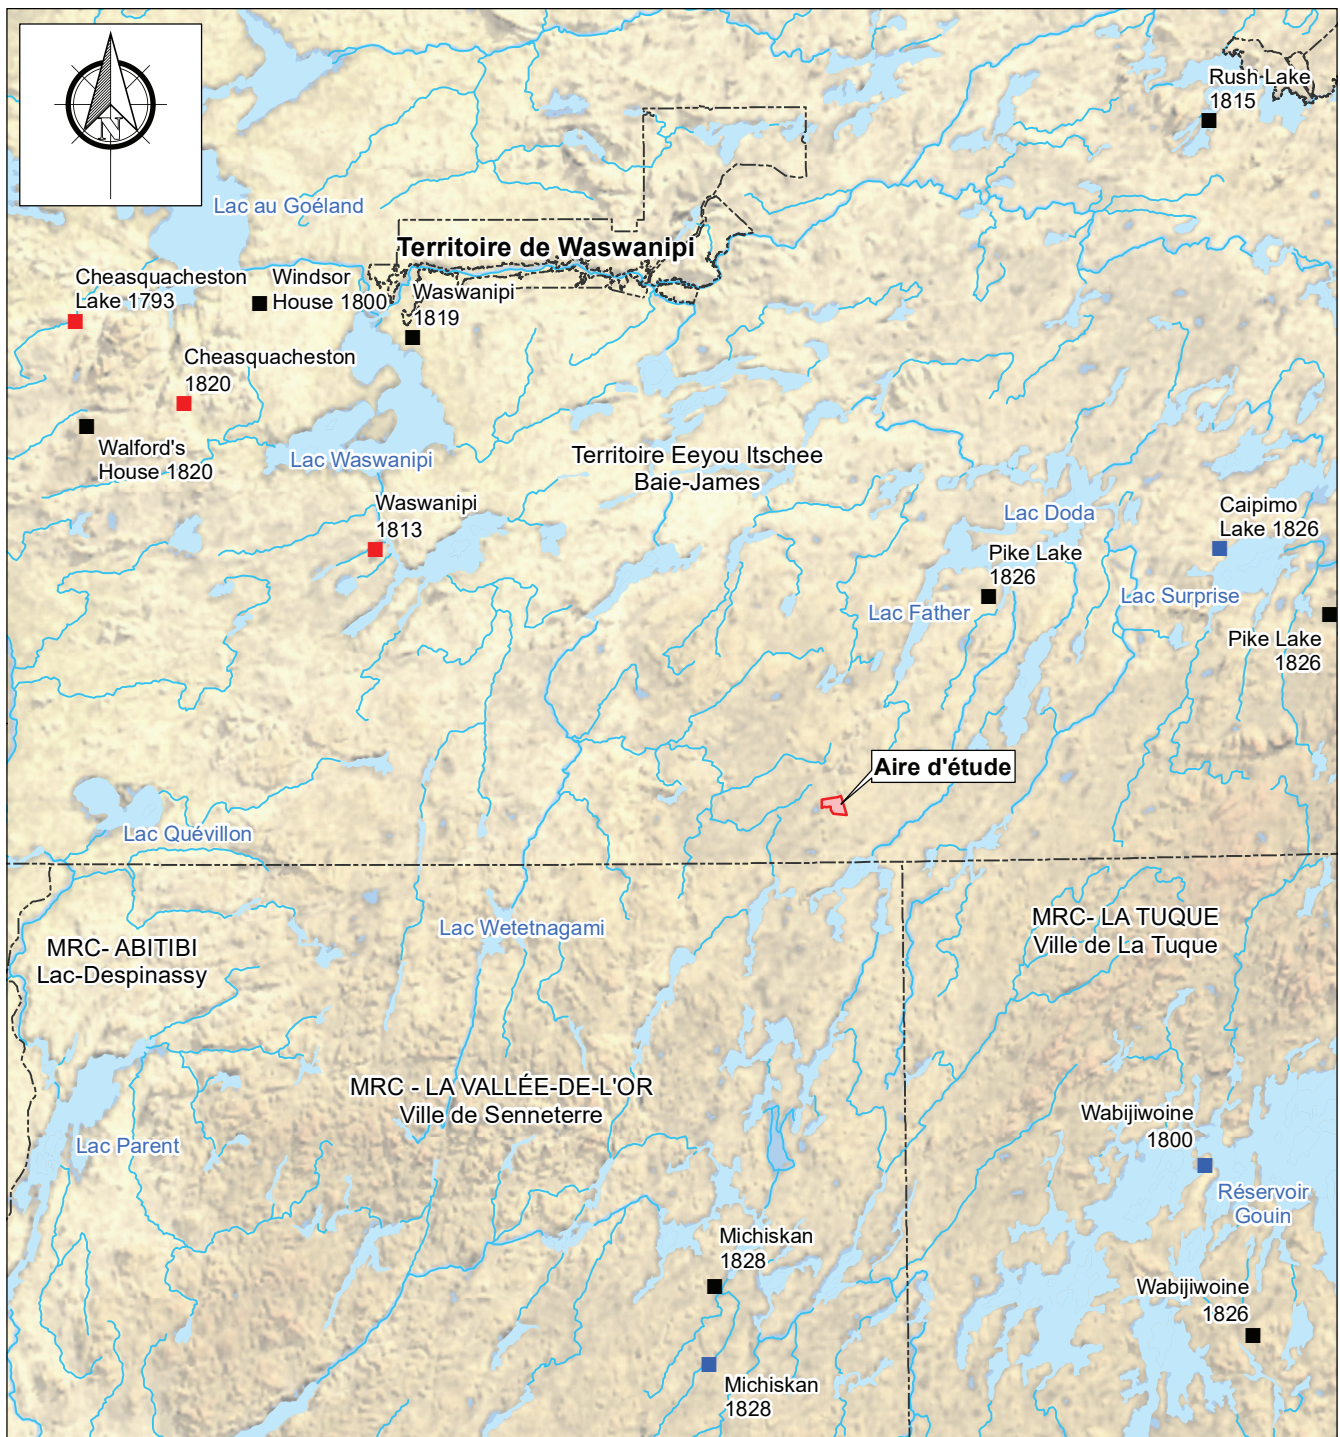 N
Rush Lake
1815
Lac au Goéland
Territoire de Waswanipi
Cheasquacheston
Lake 1793
Windsor
House 1800
Waswanipi
1819
Cheasquacheston
1820
Walford's
House 1820
Lac Waswanipi
Territoire Eeyou Itschee
Baie-James
Waswanipi
1813
Lac Doda
Caipimo
Lake 1826
Pike Lake
1826
Lac Father
Lac Surprise
Pike Lake
1826
Aire d'étude
Lac Quévillon
Lac Wetetnagami
MRC- ABITIBI
Lac-Despinassy
MRC- LA TUQUE
Ville de La Tuque
MRC - LA VALLÉE-DE-L'OR
Ville de Senneterre
Lac Parent
Wabijiwoine
1800
Réservoir
Gouin
Michiskan
1828
Wabijiwoine
1826
Michiskan
1828